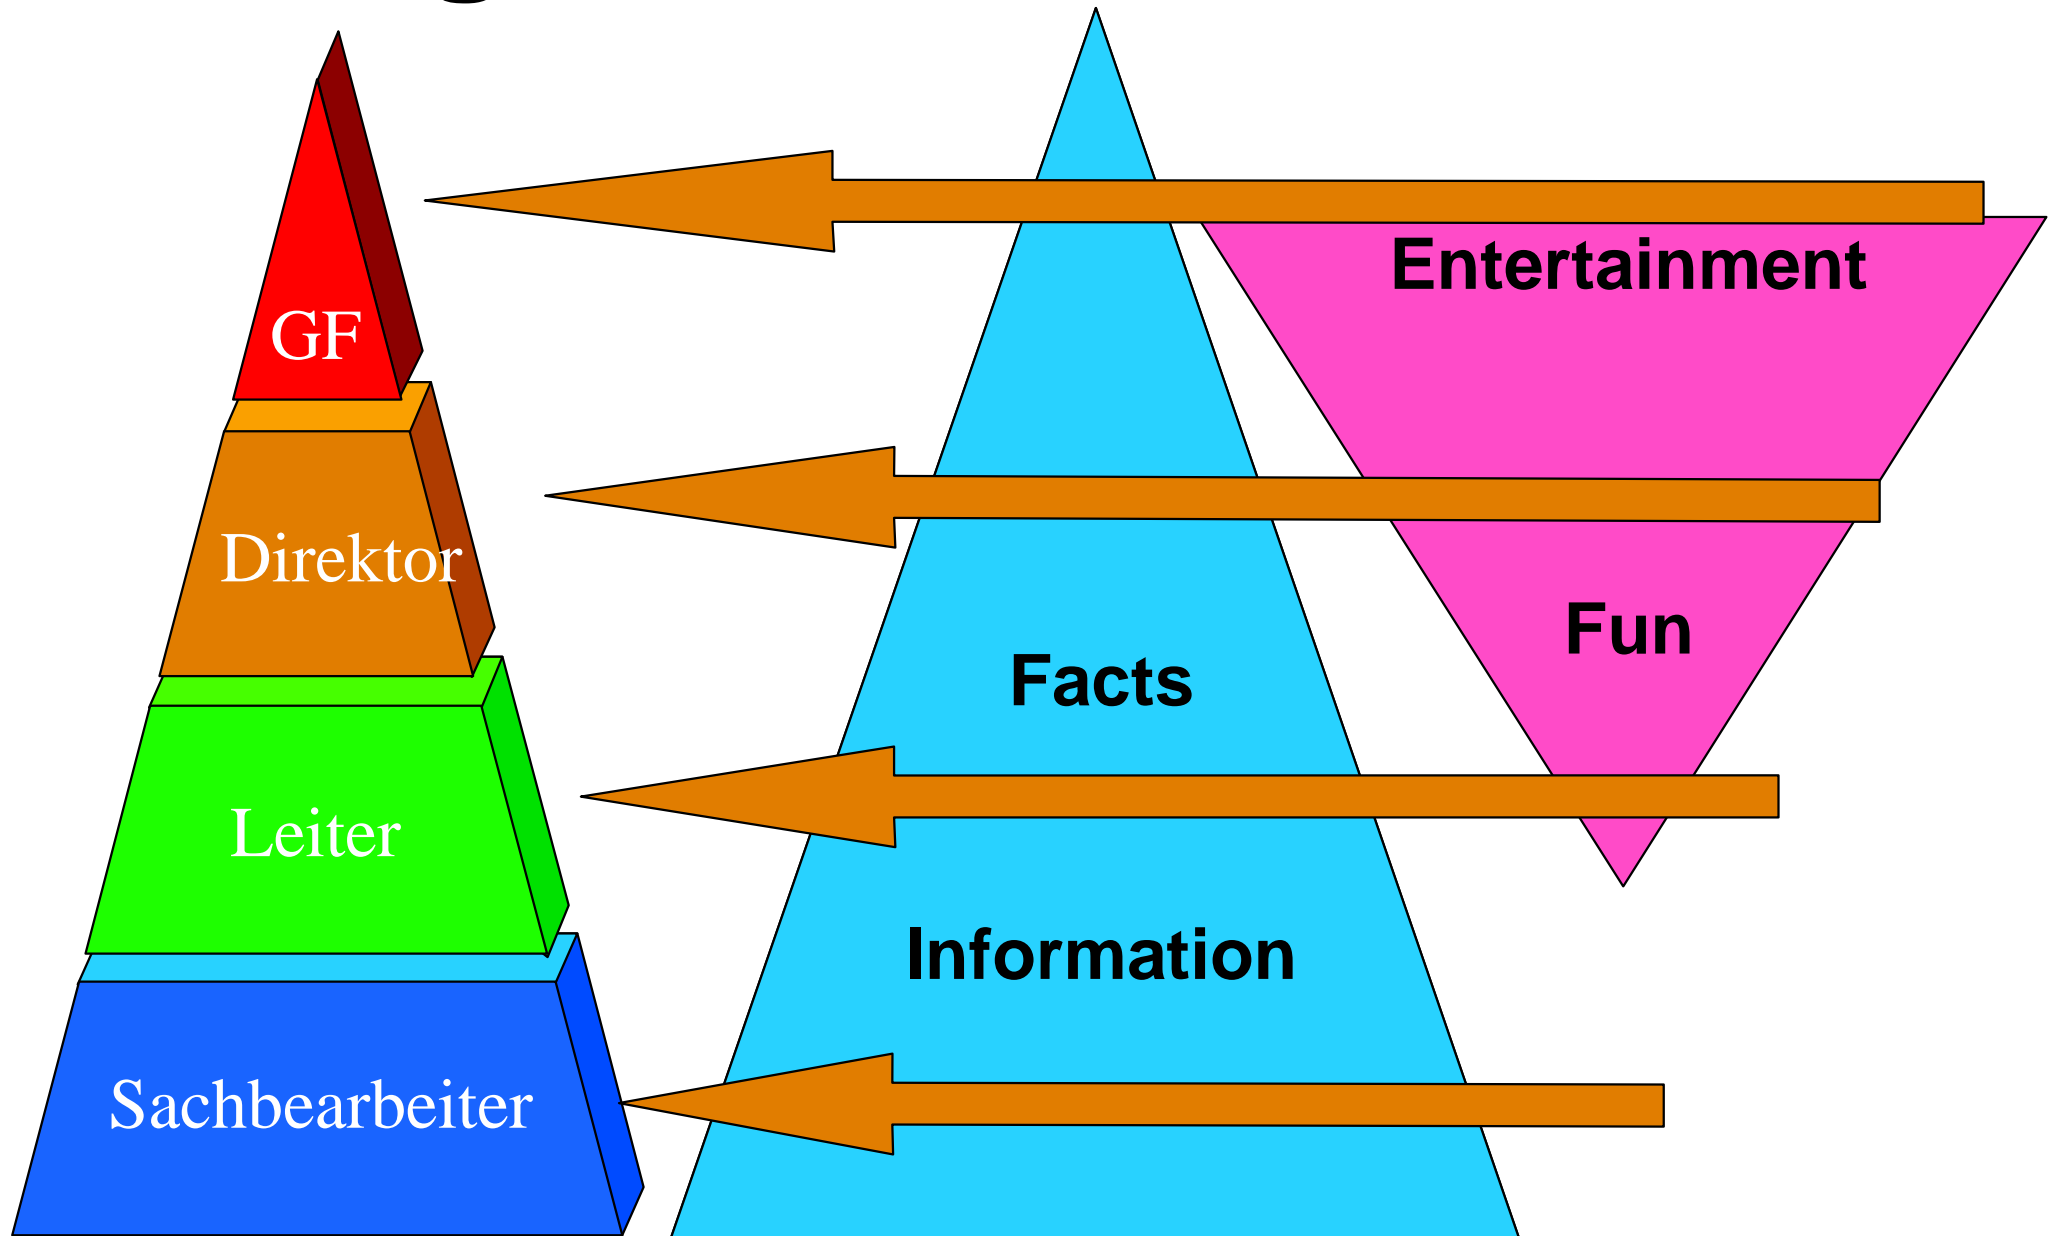 GF
Direktor
Leiter
Sachbearbeiter
Facts
Information
Entertainment
Fun